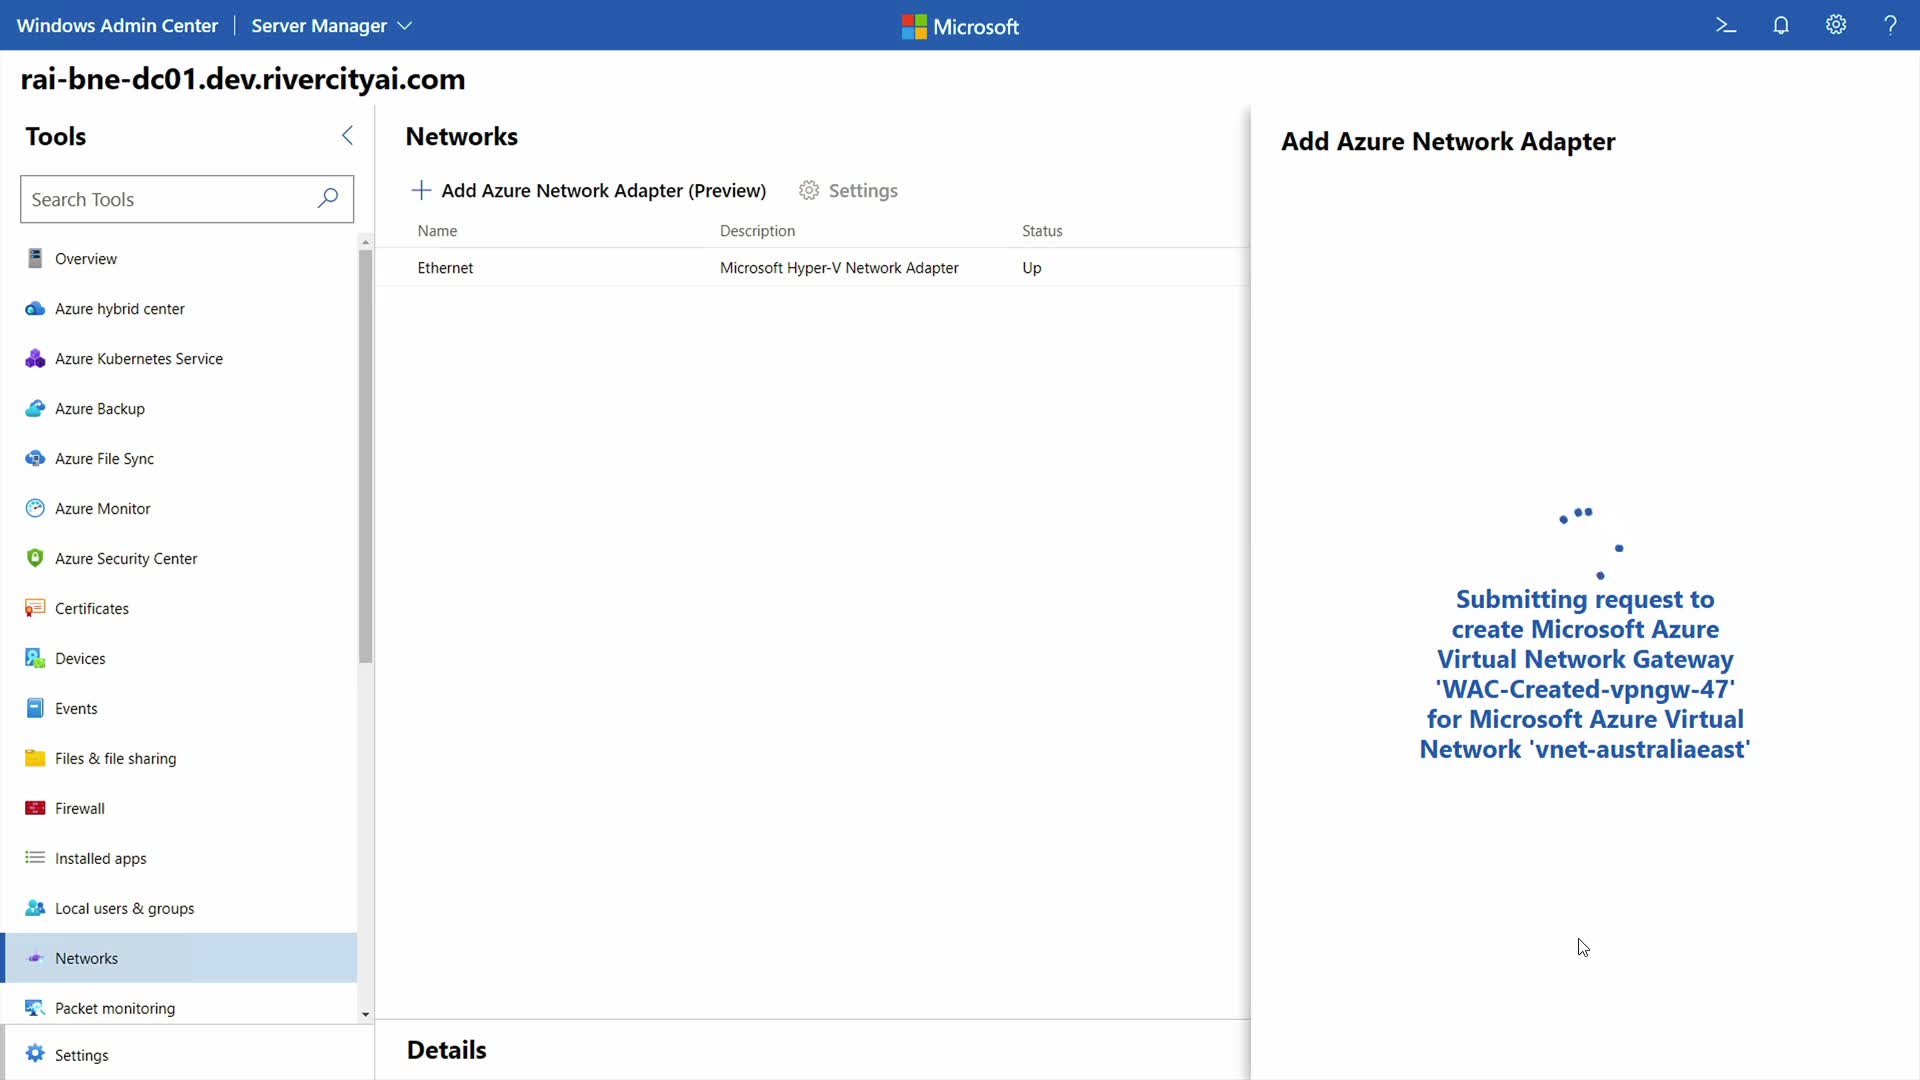 Windows Admin Center
Server Manager
Microsoft
rai-bne-dc01.dev.rivercityai.com
Tools
Search Tools
Overview
Azure hybrid center
Azure Kubernetes Service
Azure Backup
Azure File Sync
Azure Monitor
Azure Security Center
Certificates
Devices
Events
Files & file sharing
Firewall
Installed apps
Local users & groups
Networks
Packet monitoring
Settings
Networks
Add Azure Network Adapter (Preview)
Settings
Name Description Status
Ethernet Microsoft Hyper-V Network Adapter Up
Details
Add Azure Network Adapter
Submitting request to
create Microsoft Azure
Virtual Network Gateway
'WAC-Created-vpngw-47'
for Microsoft Azure Virtual
Network 'vnet-australiaeast'